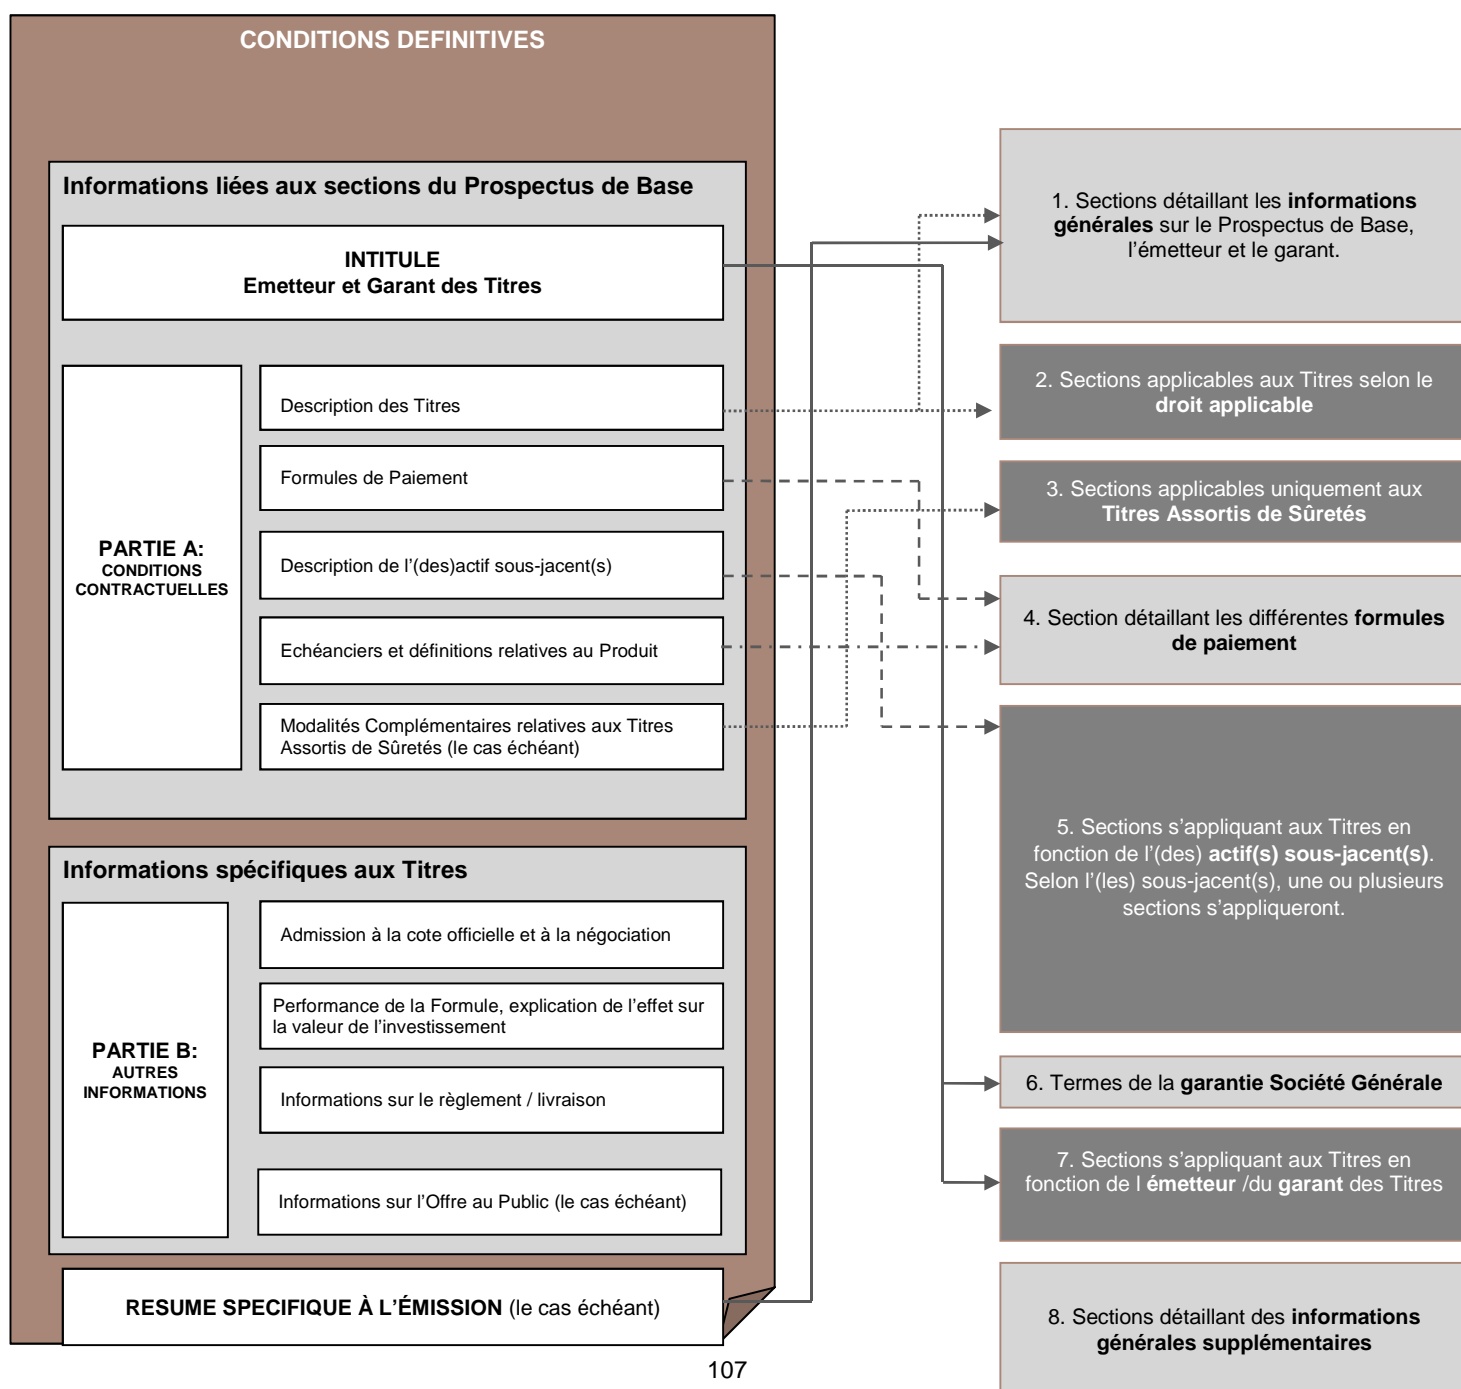 CONDITIONS DEFINITIVES
Informations liées aux sections du Prospectus de Base
INTITULE
Emetteur et Garant des Titres
PARTIE A:
CONDITIONS
CONTRACTUELLES
Description des Titres
Formules de Paiement
Description de l’(des)actif sous-jacent(s)
Echéanciers et définitions relatives au Produit
Modalités Complémentaires relatives aux Titres
Assortis de Sûretés (le cas échéant)
Informations spécifiques aux Titres
PARTIE B:
AUTRES
INFORMATIONS
Admission à la cote officielle et à la négociation
Performance de la Formule, explication de l’effet sur
la valeur de l’investissement
Informations sur le règlement / livraison
Informations sur l’Offre au Public (le cas échéant)
RESUME SPECIFIQUE À L’ÉMISSION (le cas échéant)
1. Sections détaillant les informations
générales sur le Prospectus de Base,
l’émetteur et le garant.
2. Sections applicables aux Titres selon le
droit applicable
3. Sections applicables uniquement aux
Titres Assortis de Sûretés
4. Section détaillant les différentes formules
de paiement
5. Sections s’appliquant aux Titres en
fonction de l’(des) actif(s) sous-jacent(s).
Selon l’(les) sous-jacent(s), une ou plusieurs
sections s’appliqueront.
6. Termes de la garantie Société Générale
7. Sections s’appliquant aux Titres en
fonction de l émetteur /du garant des Titres
8. Sections détaillant des informations
générales supplémentaires
107